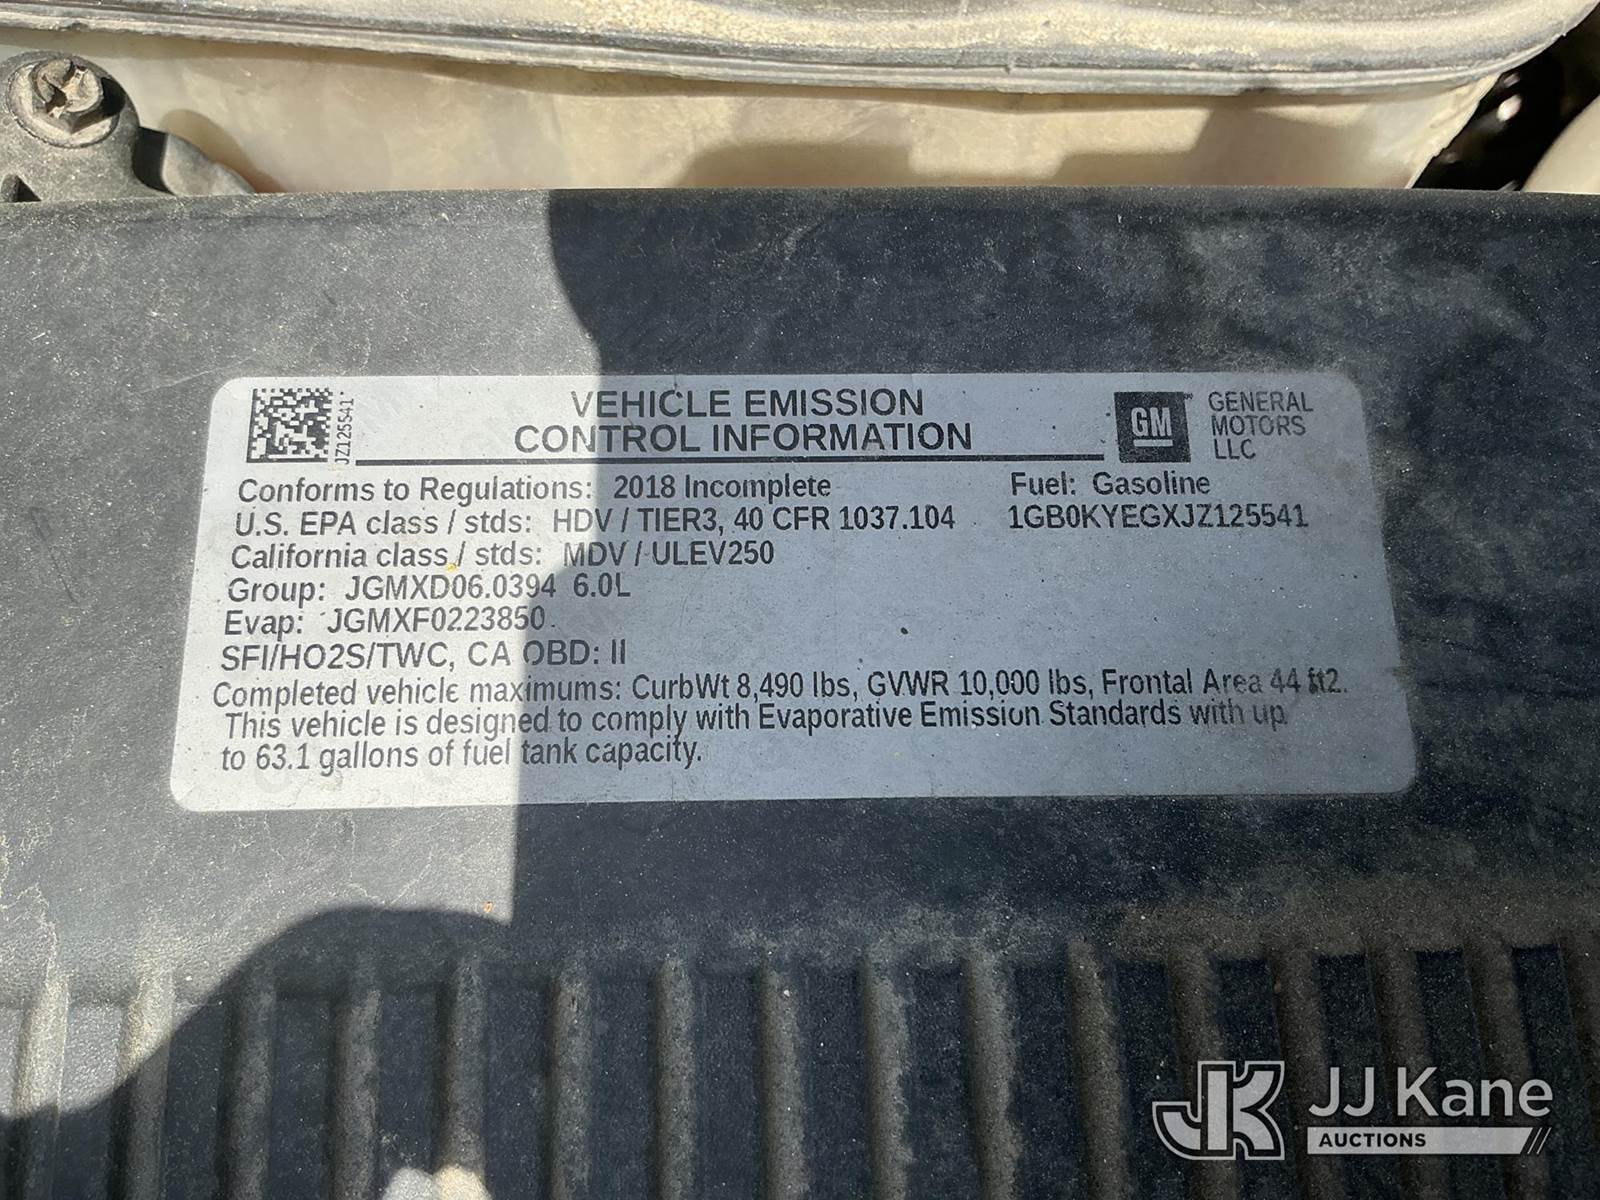 JZ125541
VEHICLE EMISSION
CONTROL INFORMATION
GM
GENERAL
MOTORS
LLC
Conforms to Regulations: 2018 Incomplete Fuel: Gasoline
U.S. EPA class / stds: HDV / TIER3, 40 CFR 1037.104 1GB0KYEGXJZ125541
California class / stds: MDV / ULEV250
Group: JGMXD06.0394 6.0L
Evap: JGMXF0223850
SFI/HO2S/TWC, CA OBD: II
Completed vehicle maximums: CurbWt 8,490 lbs, GVWR 10,000 lbs, Frontal Area 44 ft2.
This vehicle is designed to comply with Evaporative Emission Standards with up
to 63.1 gallons of fuel tank capacity.
JK JJ Kane
AUCTIONS